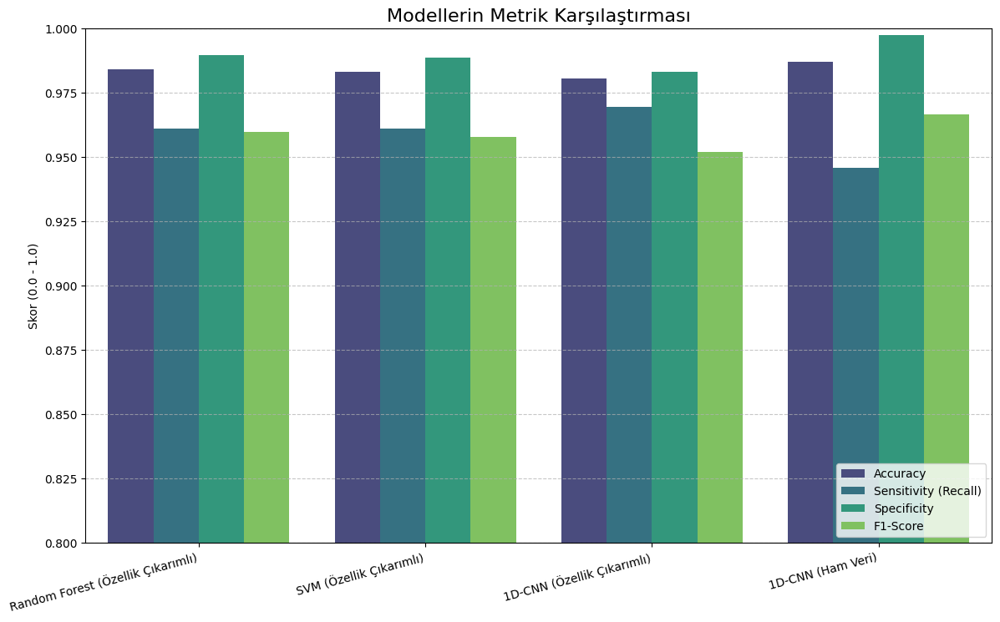 Modellerin Metrik Karşılaştırması
Skor (0.0 - 1.0)
1.000
0.975
0.950
0.925
0.900
0.875
0.850
0.825
0.800
Accuracy
Sensitivity (Recall)
Specificity
F1-Score
Random Forest (Özellik Çıkarımlı)
SVM (Özellik Çıkarımlı)
1D-CNN (Özellik Çıkarımlı)
1D-CNN (Ham Veri)